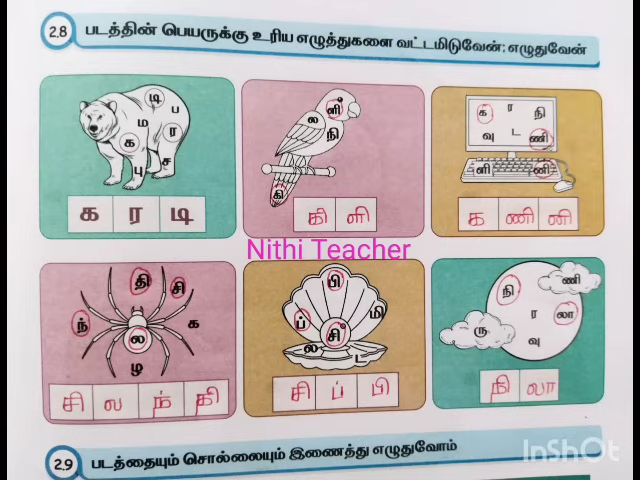 2.8 படத்தின் பெயருக்கு உரிய எழுத்துகளை வட்டமிடுவேன்; எழுதுவேன்
டி ப
ம
க ர
பு ச
க ர டி
ளி
ல
நி
கி
கி ளி
க ர நி
வு ட ணி
ளி னி
க ணி னி
Nithi Teacher
தி சி
ந் க
ல
ழ
சி ல ந் தி
பி
ப் மி
சி
ல ட
சி ப் பி
ணி
நி
ர லா
ரு
வு
நி லா
2.9 படத்தையும் சொல்லையும் இணைத்து எழுதுவோம்
InShOt